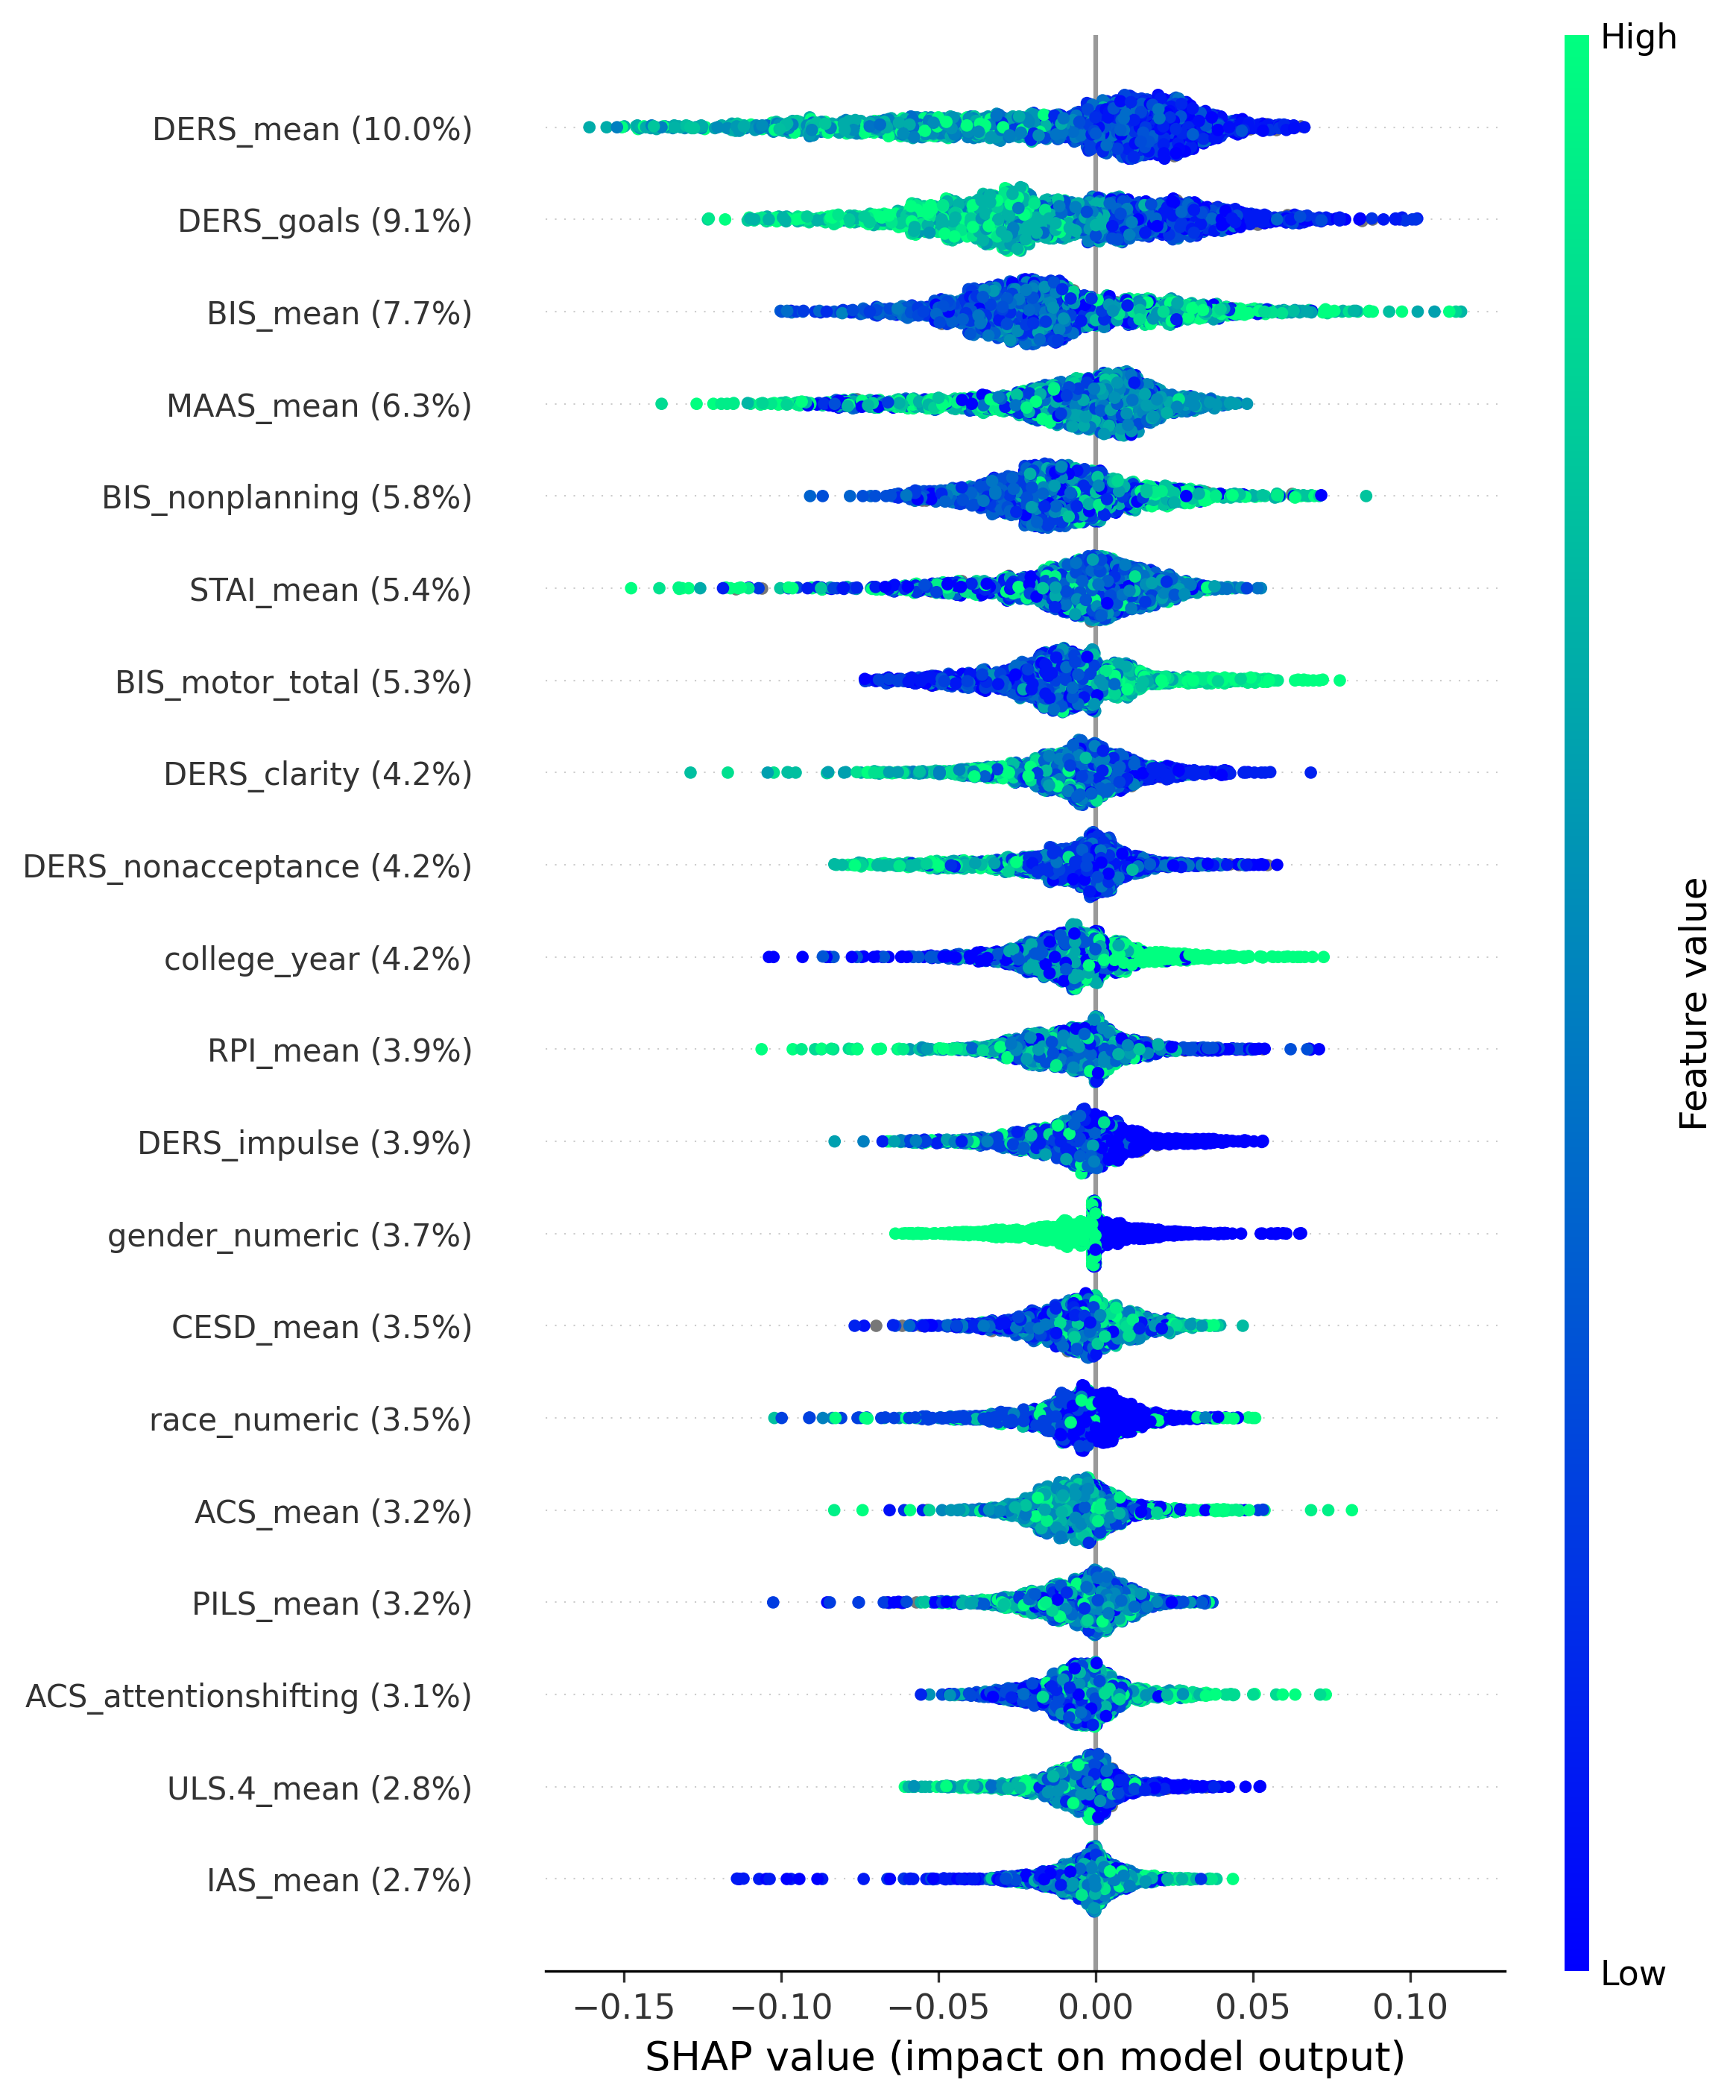 High
DERS_mean (10.0%)
DERS_goals (9.1%)
BIS_mean (7.7%)
MAAS_mean (6.3%)
BIS_nonplanning (5.8%)
STAI_mean (5.4%)
BIS_motor_total (5.3%)
DERS_clarity (4.2%)
DERS_nonacceptance (4.2%)
college_year (4.2%)
RPI_mean (3.9%)
DERS_impulse (3.9%)
gender_numeric (3.7%)
CESD_mean (3.5%)
race_numeric (3.5%)
ACS_mean (3.2%)
PILS_mean (3.2%)
ACS_attentionshifting (3.1%)
ULS.4_mean (2.8%)
IAS_mean (2.7%)
Feature value
Low
−0.15 −0.10 −0.05 0.00 0.05 0.10
SHAP value (impact on model output)